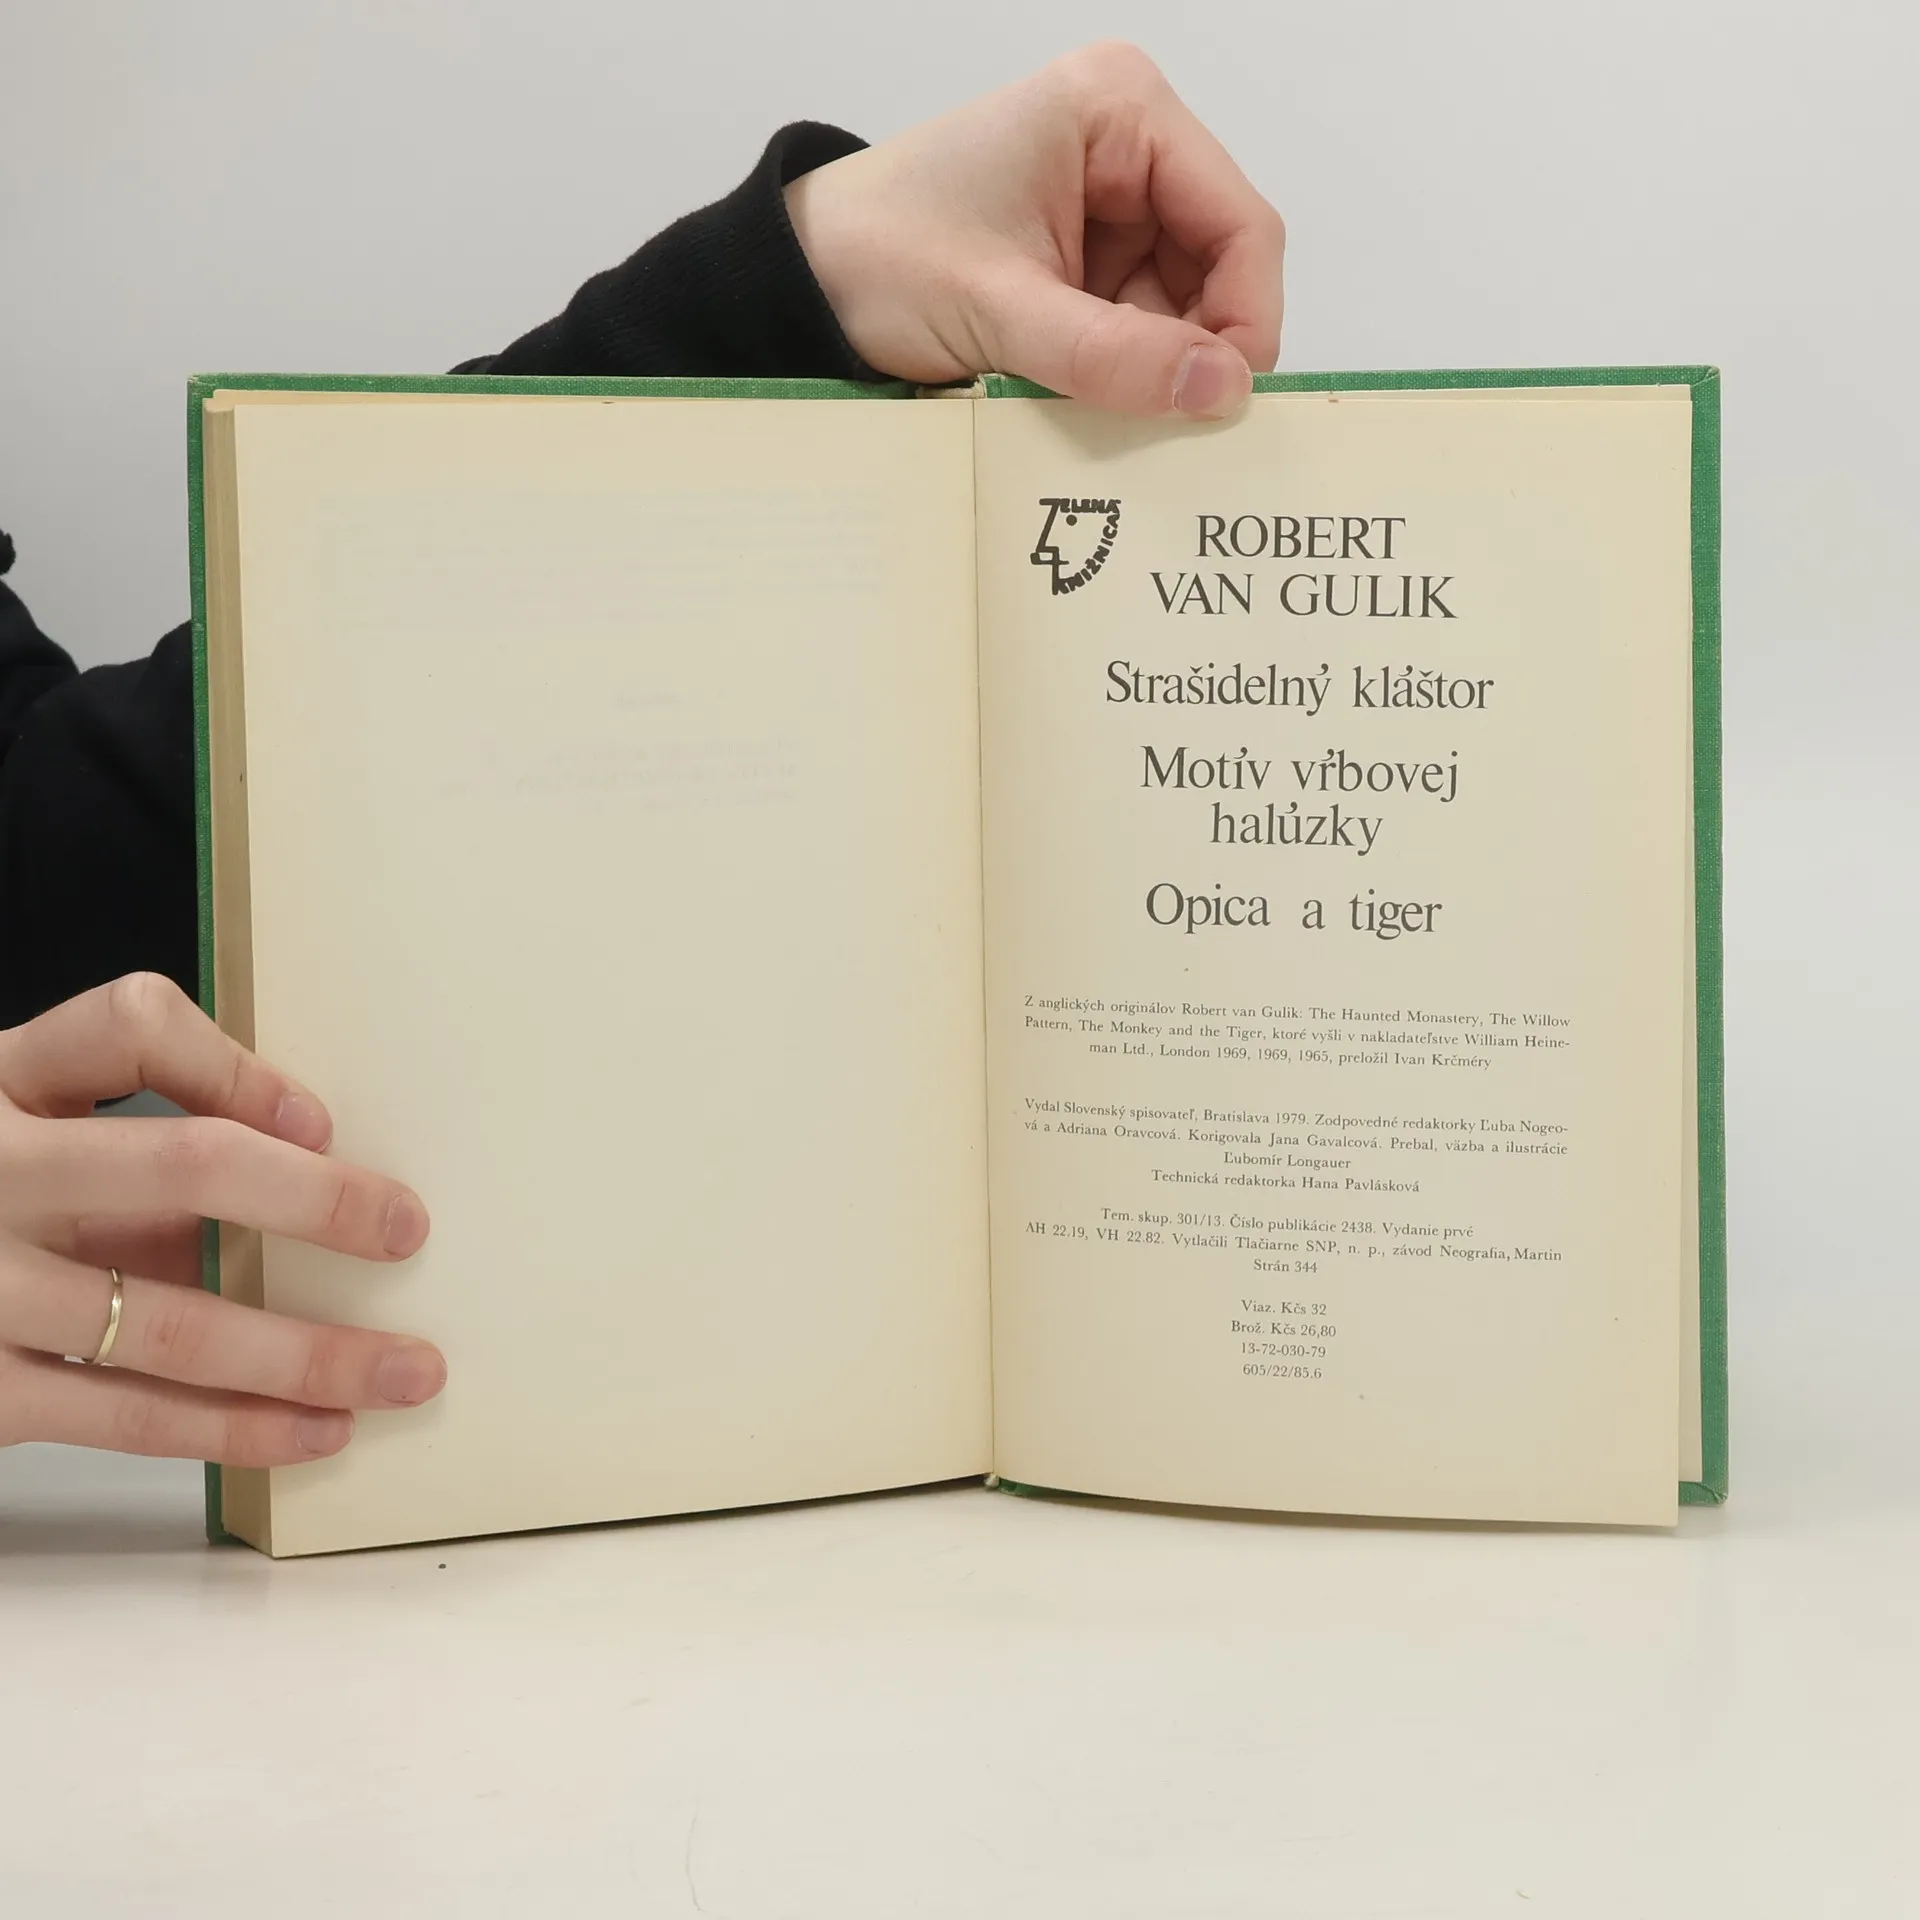 ZELENÁ
KNIŽNICA
ROBERT
VAN GULIK
Strašidelný kláštor
Motív vŕbovej
halúzky
Opica a tiger
Z anglických originálov Robert van Gulik: The Haunted Monastery, The Willow
Pattern, The Monkey and the Tiger, ktoré vyšli v nakladateľstve William Heine-
man Ltd., London 1969, 1969, 1965, preložil Ivan Krčméry
Vydal Slovenský spisovateľ, Bratislava 1979. Zodpovedné redaktorky Ľuba Nogeo-
vá a Adriana Oravcová. Korigovala Jana Gavalcová. Prebal, väzba a ilustrácie
Ľubomír Longauer
Technická redaktorka Hana Pavlásková
Tem. skup. 301/13. Číslo publikácie 2438. Vydanie prvé
AH 22.19, VH 22.82. Vytlačili Tlačiarne SNP, n. p., závod Neografia, Martin
Strán 344
Viaz. Kčs 32
Brož. Kčs 26,80
13-72-030-79
605/22/85.6